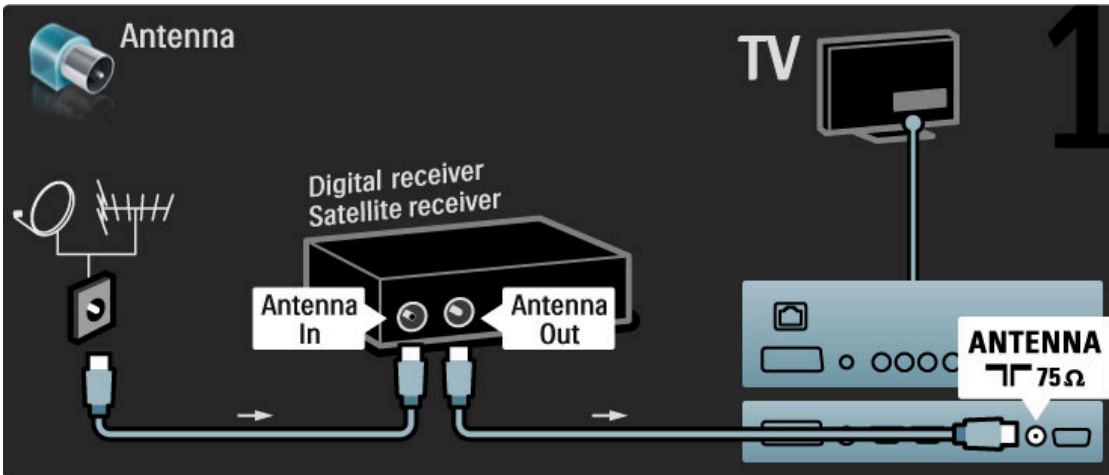 Antenna
TV
1
Digital receiver
Satellite receiver
Antenna
In
Antenna
Out
ANTENNA
75 Ω